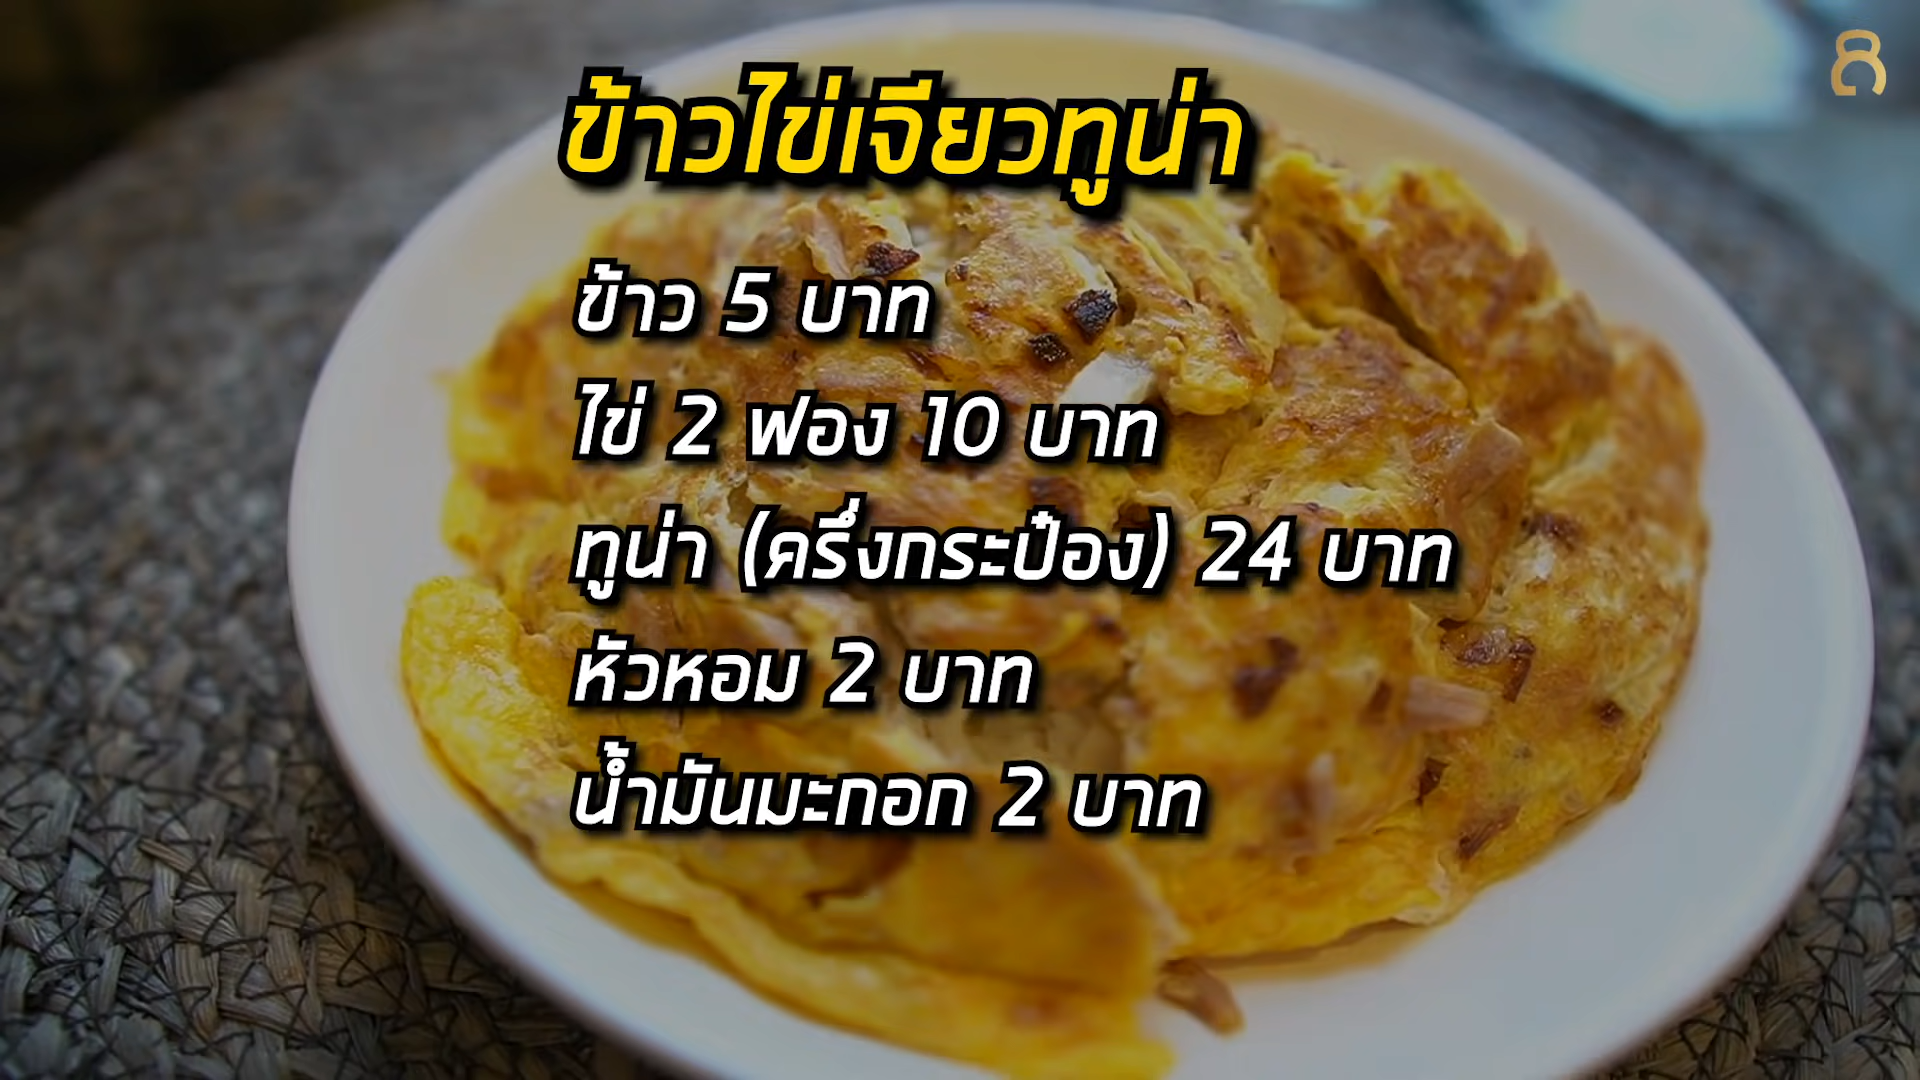 ข้าวไข่เจียวทูน่า
ข้าว 5 บาท
ไข่ 2 ฟอง 10 บาท
ทูน่า (ครึ่งกระป๋อง) 24 บาท
หัวหอม 2 บาท
น้ำมันมะกอก 2 บาท